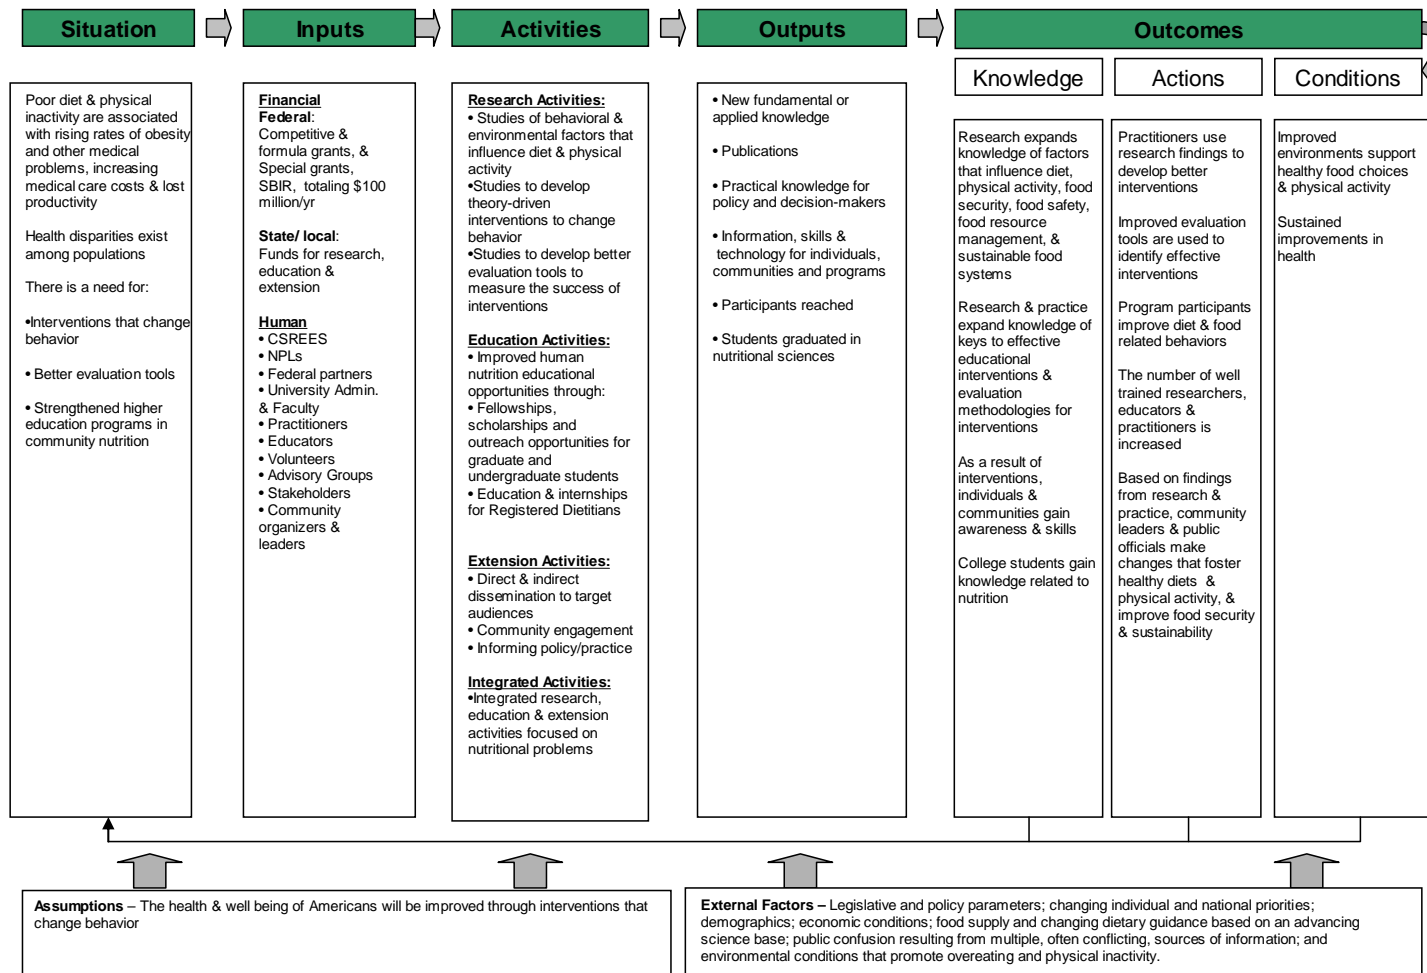 Situation
Inputs
Activities
Outputs
Outcomes
Knowledge
Actions
Conditions
Poor diet & physical
inactivity are associated
with rising rates of obesity
and other medical
problems, increasing
medical care costs & lost
productivity
Health disparities exist
among populations
There is a need for:
•Interventions that change
behavior
• Better evaluation tools
• Strengthened higher
education programs in
community nutrition
Financial
Federal:
Competitive &
formula grants, &
Special grants,
SBIR, totaling $100
million/yr
State/ local:
Funds for research,
education &
extension
Human
• CSREES
• NPLs
• Federal partners
• University Admin.
& Faculty
• Practitioners
• Educators
• Volunteers
• Advisory Groups
• Stakeholders
• Community
organizers &
leaders
Research Activities:
• Studies of behavioral &
environmental factors that
influence diet & physical
activity
•Studies to develop
theory-driven
interventions to change
behavior
•Studies to develop better
evaluation tools to
measure the success of
interventions
Education Activities:
• Improved human
nutrition educational
opportunities through:
• Fellowships,
scholarships and
outreach opportunities for
graduate and
undergraduate students
• Education & internships
for Registered Dietitians
Extension Activities:
• Direct & indirect
dissemination to target
audiences
• Community engagement
• Informing policy/practice
Integrated Activities:
•Integrated research,
education & extension
activities focused on
nutritional problems
• New fundamental or
applied knowledge
• Publications
• Practical knowledge for
policy and decision-makers
• Information, skills &
technology for individuals,
communities and programs
• Participants reached
• Students graduated in
nutritional sciences
Research expands
knowledge of factors
that influence diet,
physical activity, food
security, food safety,
food resource
management, &
sustainable food
systems
Research & practice
expand knowledge of
keys to effective
educational
interventions &
evaluation
methodologies for
interventions
As a result of
interventions,
individuals &
communities gain
awareness & skills
College students gain
knowledge related to
nutrition
Practitioners use
research findings to
develop better
interventions
Improved evaluation
tools are used to
identify effective
interventions
Program participants
improve diet & food
related behaviors
The number of well
trained researchers,
educators &
practitioners is
increased
Based on findings
from research &
practice, community
leaders & public
officials make
changes that foster
healthy diets &
physical activity, &
improve food security
& sustainability
Improved
environments support
healthy food choices
& physical activity
Sustained
improvements in
health
Assumptions – The health & well being of Americans will be improved through interventions that
change behavior
External Factors – Legislative and policy parameters; changing individual and national priorities;
demographics; economic conditions; food supply and changing dietary guidance based on an advancing
science base; public confusion resulting from multiple, often conflicting, sources of information; and
environmental conditions that promote overeating and physical inactivity.